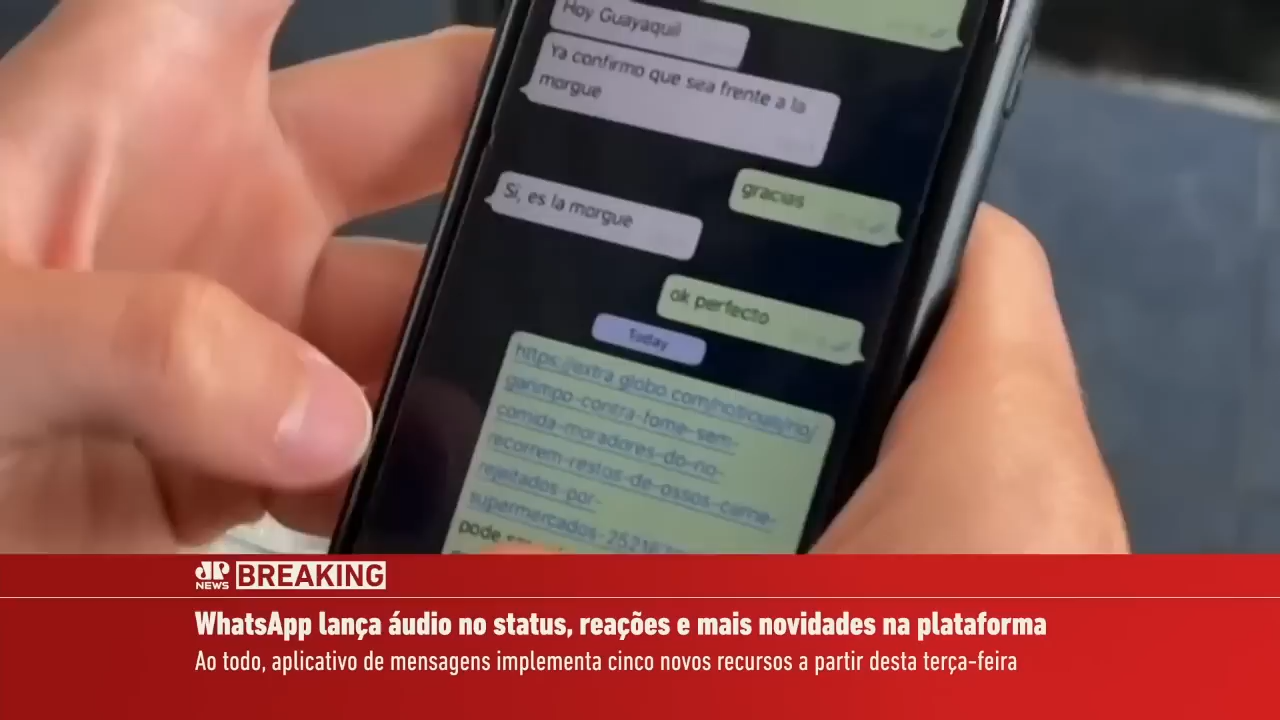 Hoy Guayaquil
Ya confirmo que sea frente a la
morgue
gracias
Si, es la morgue
ok perfecto
Today
https://extra.globo.com/noticias/rio/
garimpo-contra-fome-sem-
comida-moradores-do-rio-
recorrem-restos-de-ossos-carne-
rejeitados-por-
supermercados-25216
pode
JP
NEWS
BREAKING
WhatsApp lança áudio no status, reações e mais novidades na plataforma
Ao todo, aplicativo de mensagens implementa cinco novos recursos a partir desta terça-feira